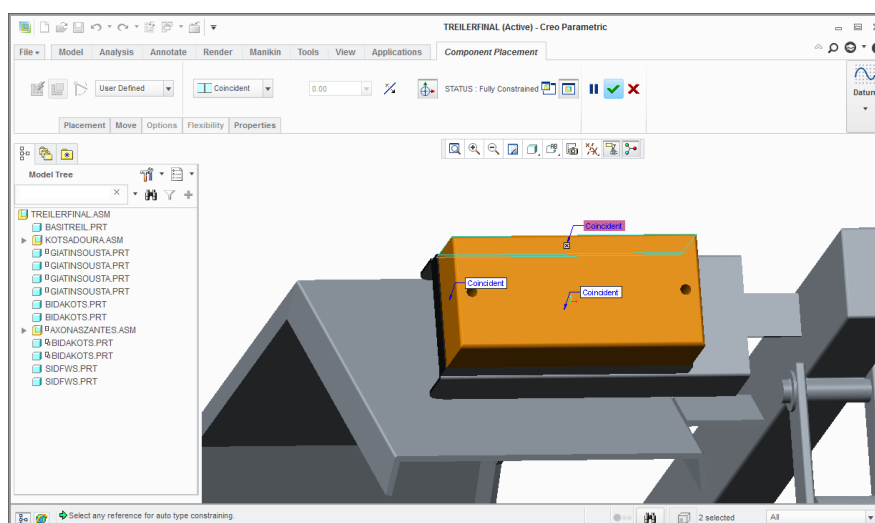 TREILERFINAL (Active) - Creo Parametric
File Model Analysis Annotate Render Manikin Tools View Applications Component Placement
User Defined Coincident 0.00 STATUS : Fully Constrained
Datum
Placement Move Options Flexibility Properties
Model Tree
TREILERFINAL.ASM
BASITREIL.PRT
KOTSADOURA.ASM
GIATINSOUSTA.PRT
GIATINSOUSTA.PRT
GIATINSOUSTA.PRT
GIATINSOUSTA.PRT
BIDAKOTS.PRT
BIDAKOTS.PRT
AXONASZANTES.ASM
BIDAKOTS.PRT
BIDAKOTS.PRT
SIDFWS.PRT
SIDFWS.PRT
Coincident
Coincident
Coincident
Select any reference for auto type constraining.
2 selected All